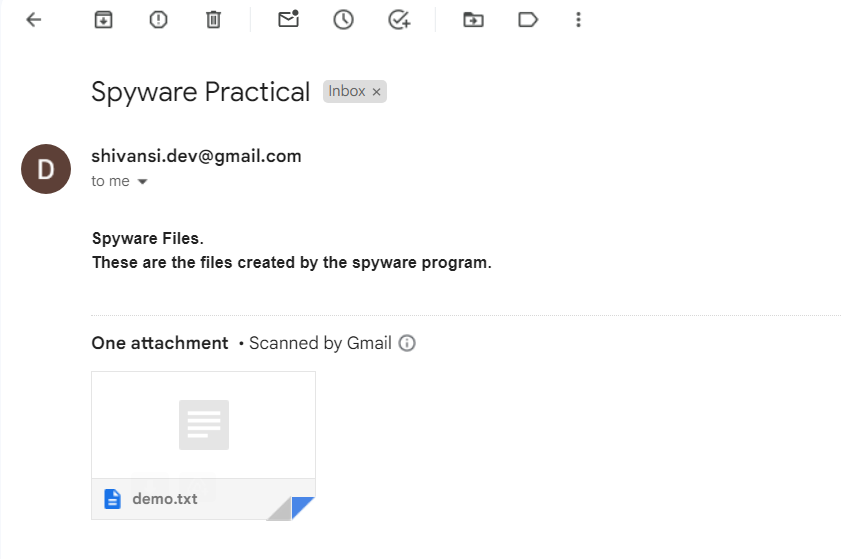 Spyware Practical Inbox ×
D
shivansi.dev@gmail.com
to me
Spyware Files.
These are the files created by the spyware program.
One attachment • Scanned by Gmail
demo.txt